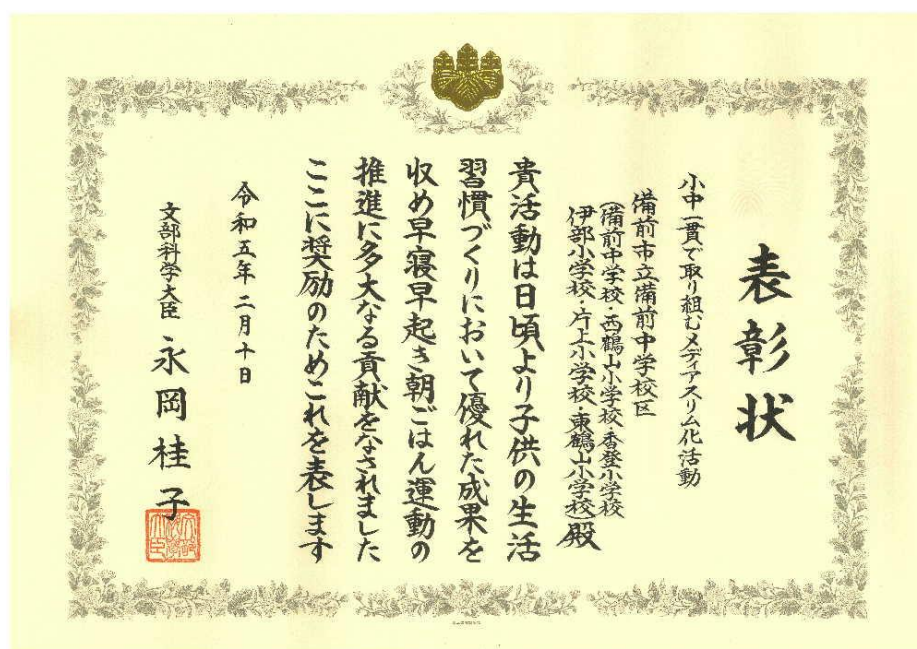 表彰状
小中一貫で取り組むメディアスリム化活動
備前市立備前中学校区
(備前中学校・西鶴山小学校・香登小学校
伊部小学校・片上小学校・東鶴山小学校)殿
貴活動は日頃より子供の生活
習慣づくりにおいて優れた成果を
収め早寝早起き朝ごはん運動の
推進に多大なる貢献をなされました
ここに奨励のためこれを表します
令和五年二月十日
文部科学大臣 永岡桂子